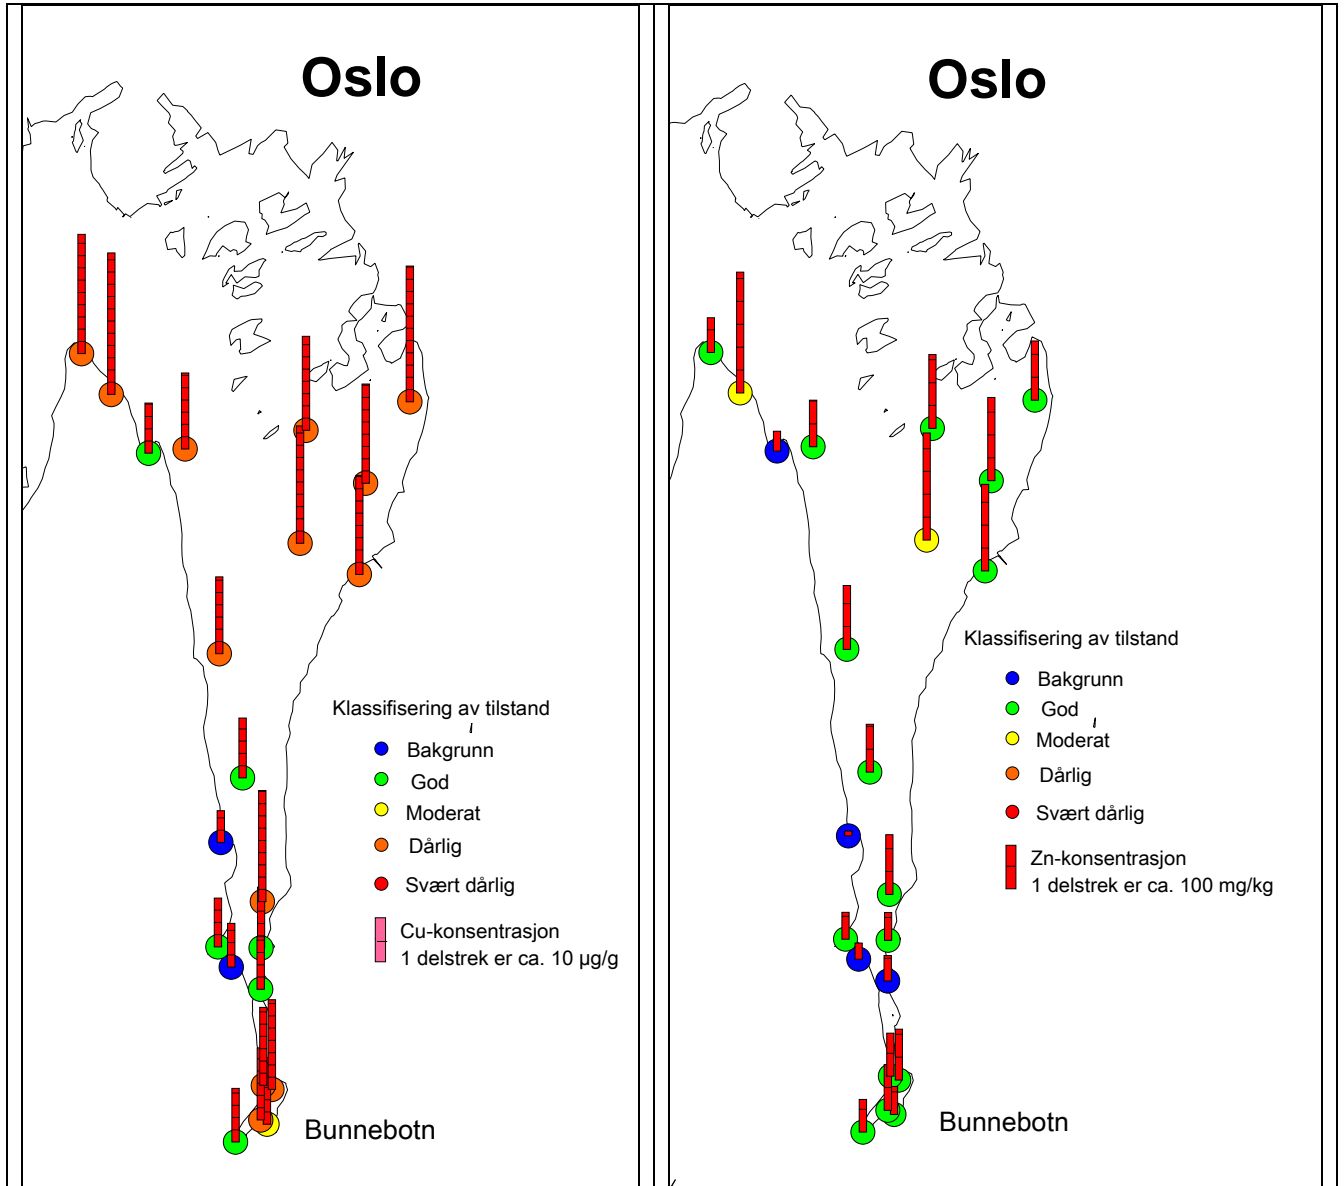 Oslo
Klassifisering av tilstand
Bakgrunn
God
Moderat
Dårlig
Svært dårlig
Cu-konsentrasjon
1 delstrek er ca. 10 µg/g
Bunnebotn
Oslo
Klassifisering av tilstand
Bakgrunn
God
Moderat
Dårlig
Svært dårlig
Zn-konsentrasjon
1 delstrek er ca. 100 mg/kg
Bunnebotn